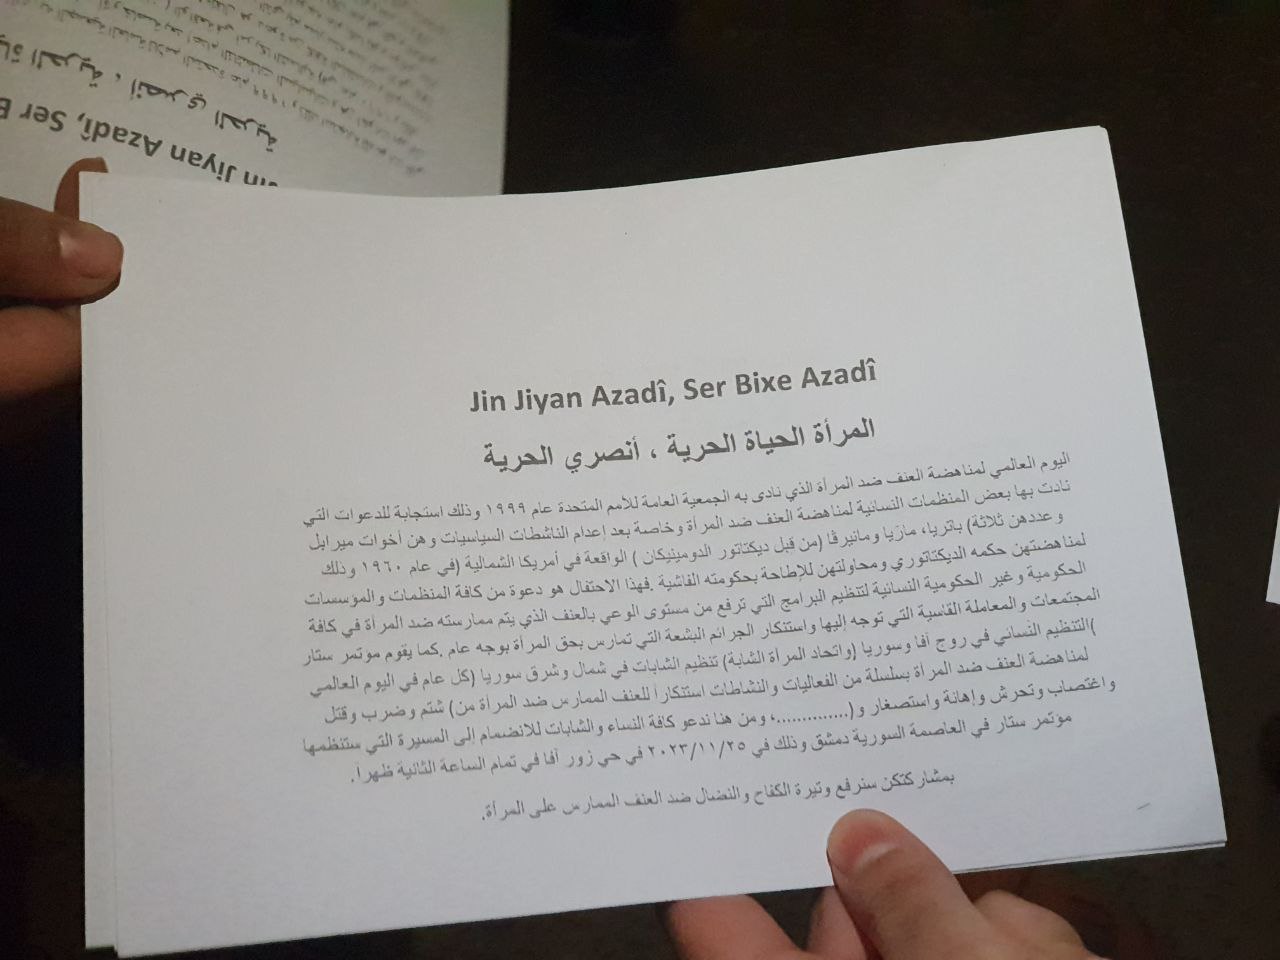 Jin Jiyan Azadî, Ser Bixe Azadî
المرأة الحياة الحرية ، أنصري الحرية
اليوم العالمي لمناهضة العنف ضد المرأة الذي نادى به الجمعية العامة للأمم المتحدة عام ١٩٩٩ وذلك استجابة للدعوات التي
نادت بها بعض المنظمات النسائية لمناهضة العنف ضد المرأة وخاصة بعد إعدام الناشطات السياسيات وهن أخوات ميرابل
وعددهن ثلاثة) باتريا، ماريا ومانيرفا (من قبل ديكتاتور الدومينيكان ) الواقعة في أمريكا الشمالية (في عام ١٩٦٠ وذلك
لمناهضتهن حكمه الديكتاتوري ومحاولتهن للإطاحة بحكومته الفاشية .فهذا الاحتفال هو دعوة من كافة المنظمات والمؤسسات
الحكومية وغير الحكومية النسائية لتنظيم البرامج التي ترفع من مستوى الوعي بالعنف الذي يتم ممارسته ضد المرأة في كافة
المجتمعات والمعاملة القاسية التي توجه إليها واستنكار الجرائم البشعة التي تمارس بحق المرأة بوجه عام .كما يقوم موتمر ستار
)التنظيم النسائي في روج آفا وسوريا (واتحاد المرأة الشابة) تنظيم الشابات في شمال وشرق سوريا (كل عام في اليوم العالمي
لمناهضة العنف ضد المرأة بسلسلة من الفعاليات والنشاطات استنكاراً للعنف الممارس ضد المرأة من) شتم وضرب وقتل
واغتصاب وتحرش وإهانة واستصغار و(..............، ومن هنا ندعو كافة النساء والشابات للانضمام إلى المسيرة التي ستنظمها
مؤتمر ستار في العاصمة السورية دمشق وذلك في ٢٠٢٣/١١/٢٥ في حي زور آفا في تمام الساعة الثانية ظهراً.
بمشاركتكن سنرفع وتيرة الكفاح والنضال ضد العنف الممارس على المرأة.
Jiyan Azadî, Ser
الحرية ، أنصري الحرية